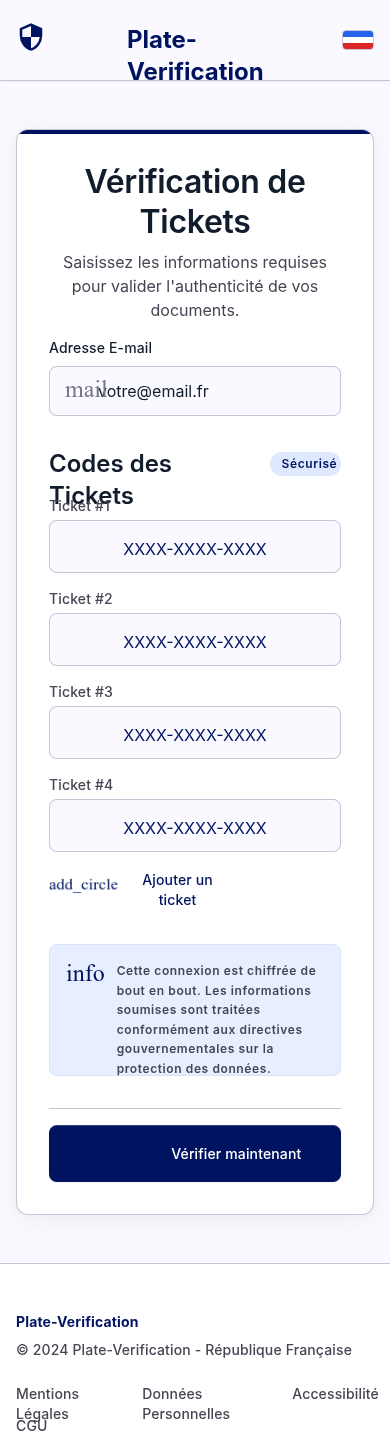 Plate-
Verification
Vérification de
Tickets
Saisissez les informations requises
pour valider l'authenticité de vos
documents.
Adresse E-mail
mail
votre@email.fr
Codes des
Tickets
Sécurisé
Ticket #1
XXXX-XXXX-XXXX
Ticket #2
XXXX-XXXX-XXXX
Ticket #3
XXXX-XXXX-XXXX
Ticket #4
XXXX-XXXX-XXXX
add_circle
Ajouter un
ticket
info
Cette connexion est chiffrée de
bout en bout. Les informations
soumises sont traitées
conformément aux directives
gouvernementales sur la
protection des données.
Vérifier maintenant
Plate-Verification
© 2024 Plate-Verification - République Française
Mentions
Légales
Données
Personnelles
Accessibilité
CGU